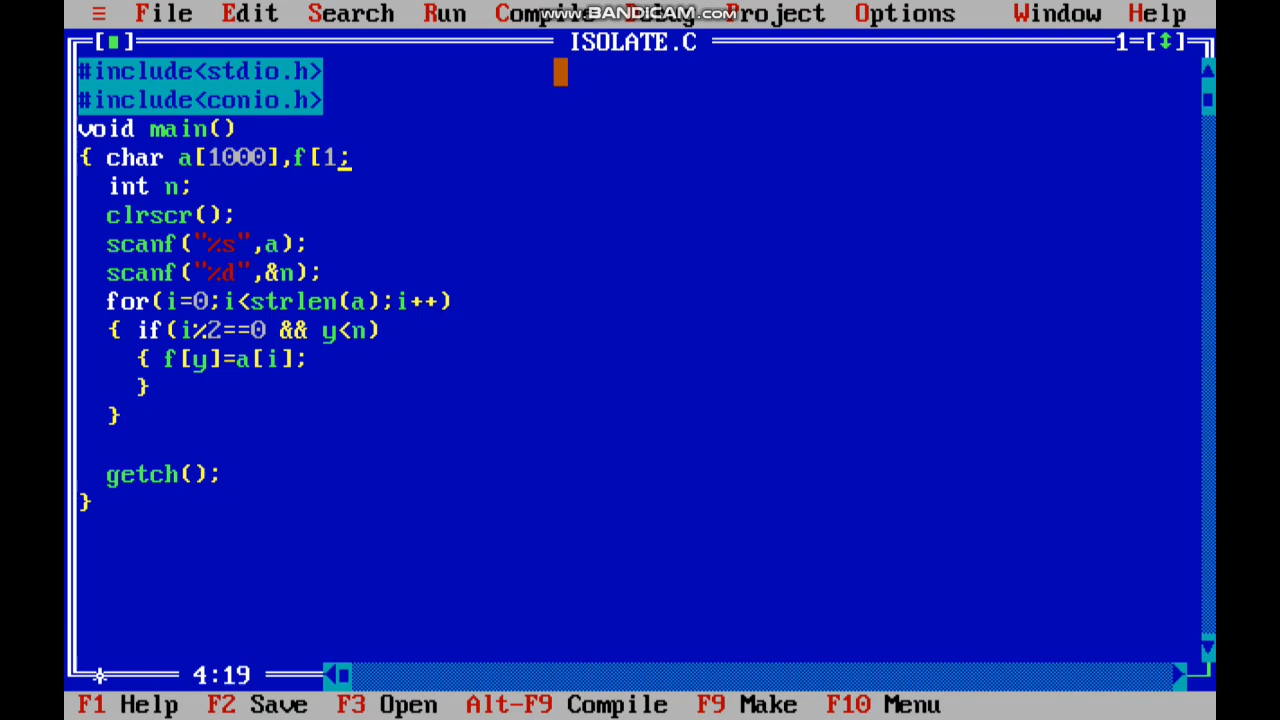 ≡ File Edit Search Run Compile Debug Project Options Window Help
www.BANDICAM.com
[■] ISOLATE.C 1=[↕]
#include<stdio.h>
#include<conio.h>
void main()
{ char a[1000],f[1;
int n;
clrscr();
scanf("%s",a);
scanf("%d",&n);
for(i=0;i<strlen(a);i++)
{ if(i%2==0 && y<n)
{ f[y]=a[i];
}
}
getch();
}
4:19
F1 Help F2 Save F3 Open Alt-F9 Compile F9 Make F10 Menu